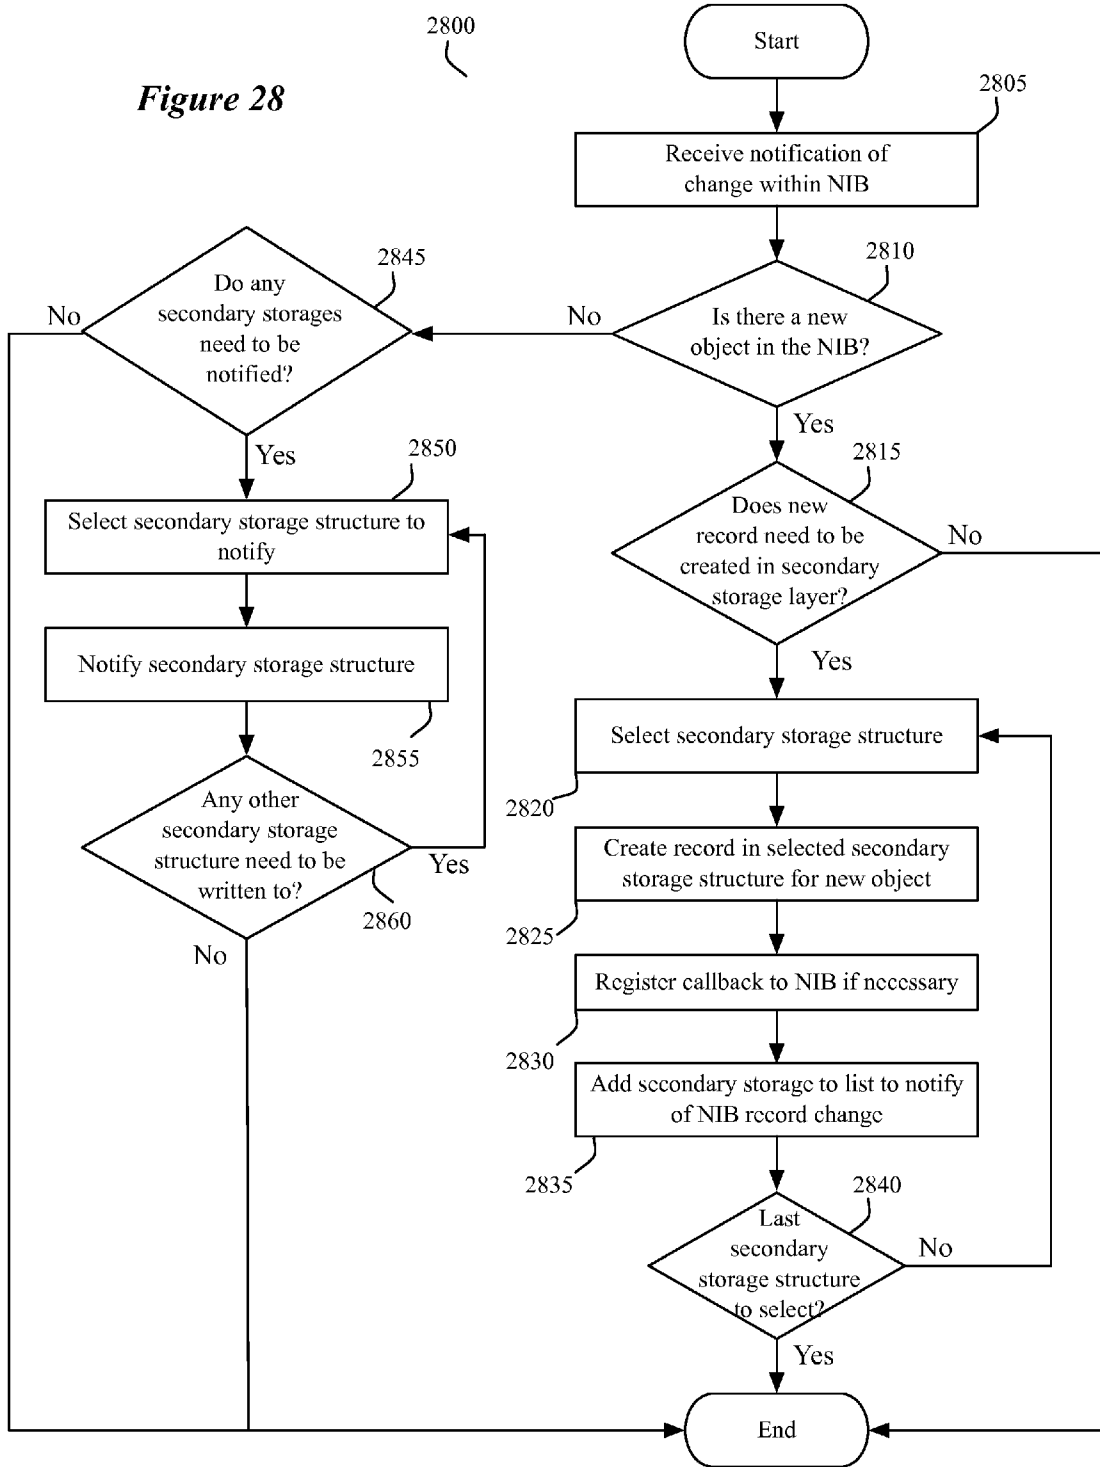 2800
Figure 28
Start
2805
Receive notification of
change within NIB
2810
Is there a new
object in the NIB?
No
Yes
2845
Do any
secondary storages
need to be
notified?
No
Yes
2850
Select secondary storage structure to
notify
Notify secondary storage structure
2855
Any other
secondary storage
structure need to be
written to?
Yes
2860
No
2815
Does new
record need to be
created in secondary
storage layer?
No
Yes
Select secondary storage structure
2820
Create record in selected secondary
storage structure for new object
2825
Register callback to NIB if necessary
2830
Add secondary storage to list to notify
of NIB record change
2835
2840
Last
secondary
storage structure
to select?
No
Yes
End